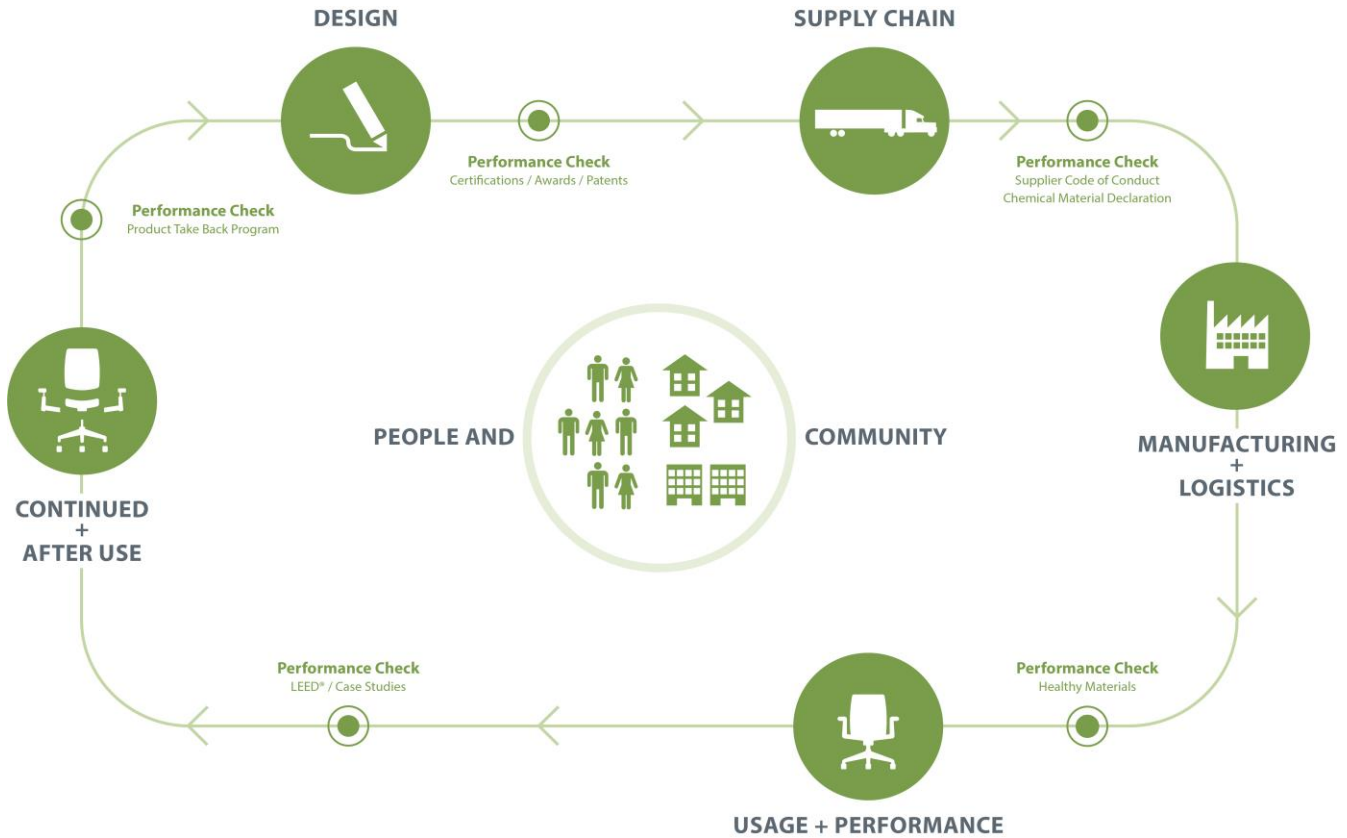 DESIGN
SUPPLY CHAIN
Performance Check
Certifications / Awards / Patents
Performance Check
Supplier Code of Conduct
Chemical Material Declaration
Performance Check
Product Take Back Program
PEOPLE AND
COMMUNITY
MANUFACTURING
+
LOGISTICS
CONTINUED
+
AFTER USE
Performance Check
LEED® / Case Studies
Performance Check
Healthy Materials
USAGE + PERFORMANCE